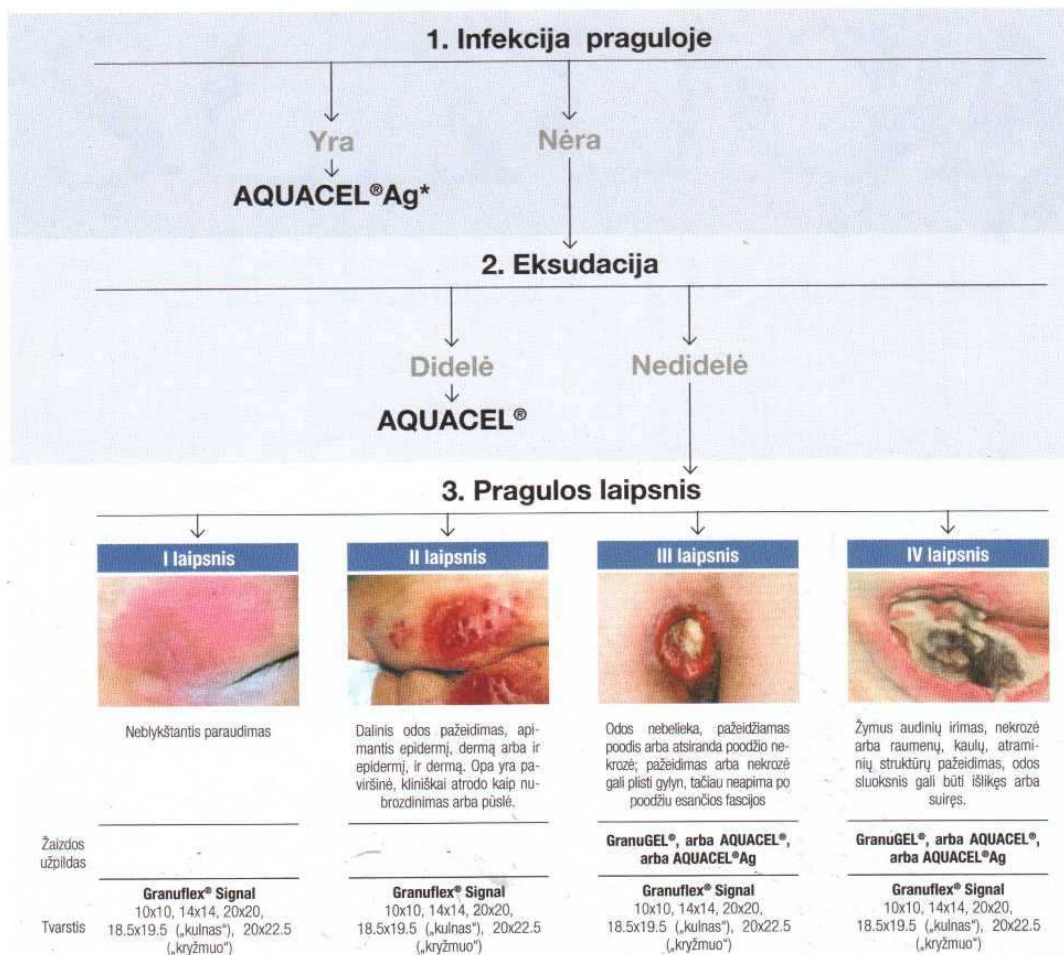 1. Infekcija praguloje
Yra
Nėra
AQUACEL®Ag*
2. Eksudacija
Didelė
Nedidelė
AQUACEL®
3. Pragulos laipsnis
I laipsnis
II laipsnis
III laipsnis
IV laipsnis
Neblykštantis paraudimas
Dalinis odos pažeidimas, api-
mantis epidermį, dermą arba ir
epidermį, ir dermą. Opa yra pa-
viršinė, kliniškai atrodo kaip nu-
brozdinimas arba pūslė.
Odos nebelieka, pažeidžiamas
poodis arba atsiranda poodžio ne-
krozė; pažeidimas arba nekrozė
gali plisti gylyn, tačiau neapima po
poodžiu esančios fascijos
Žymus audinių irimas, nekrozė
arba raumenų, kaulų, atrami-
nių struktūrų pažeidimas, odos
sluoksnis gali būti išlikęs arba
suiręs.
Žaizdos
užpildas
GranuGEL®, arba AQUACEL®,
arba AQUACEL®Ag
GranuGEL®, arba AQUACEL®,
arba AQUACEL®Ag
Tvarstis
Granuflex® Signal
10x10, 14x14, 20x20,
18.5x19.5 („kulnas“), 20x22.5
(„kryžmuo“)
Granuflex® Signal
10x10, 14x14, 20x20,
18.5x19.5 („kulnas“), 20x22.5
(„kryžmuo“)
Granuflex® Signal
10x10, 14x14, 20x20,
18.5x19.5 („kulnas“), 20x22.5
(„kryžmuo“)
Granuflex® Signal
10x10, 14x14, 20x20,
18.5x19.5 („kulnas“), 20x22.5
(„kryžmuo“)